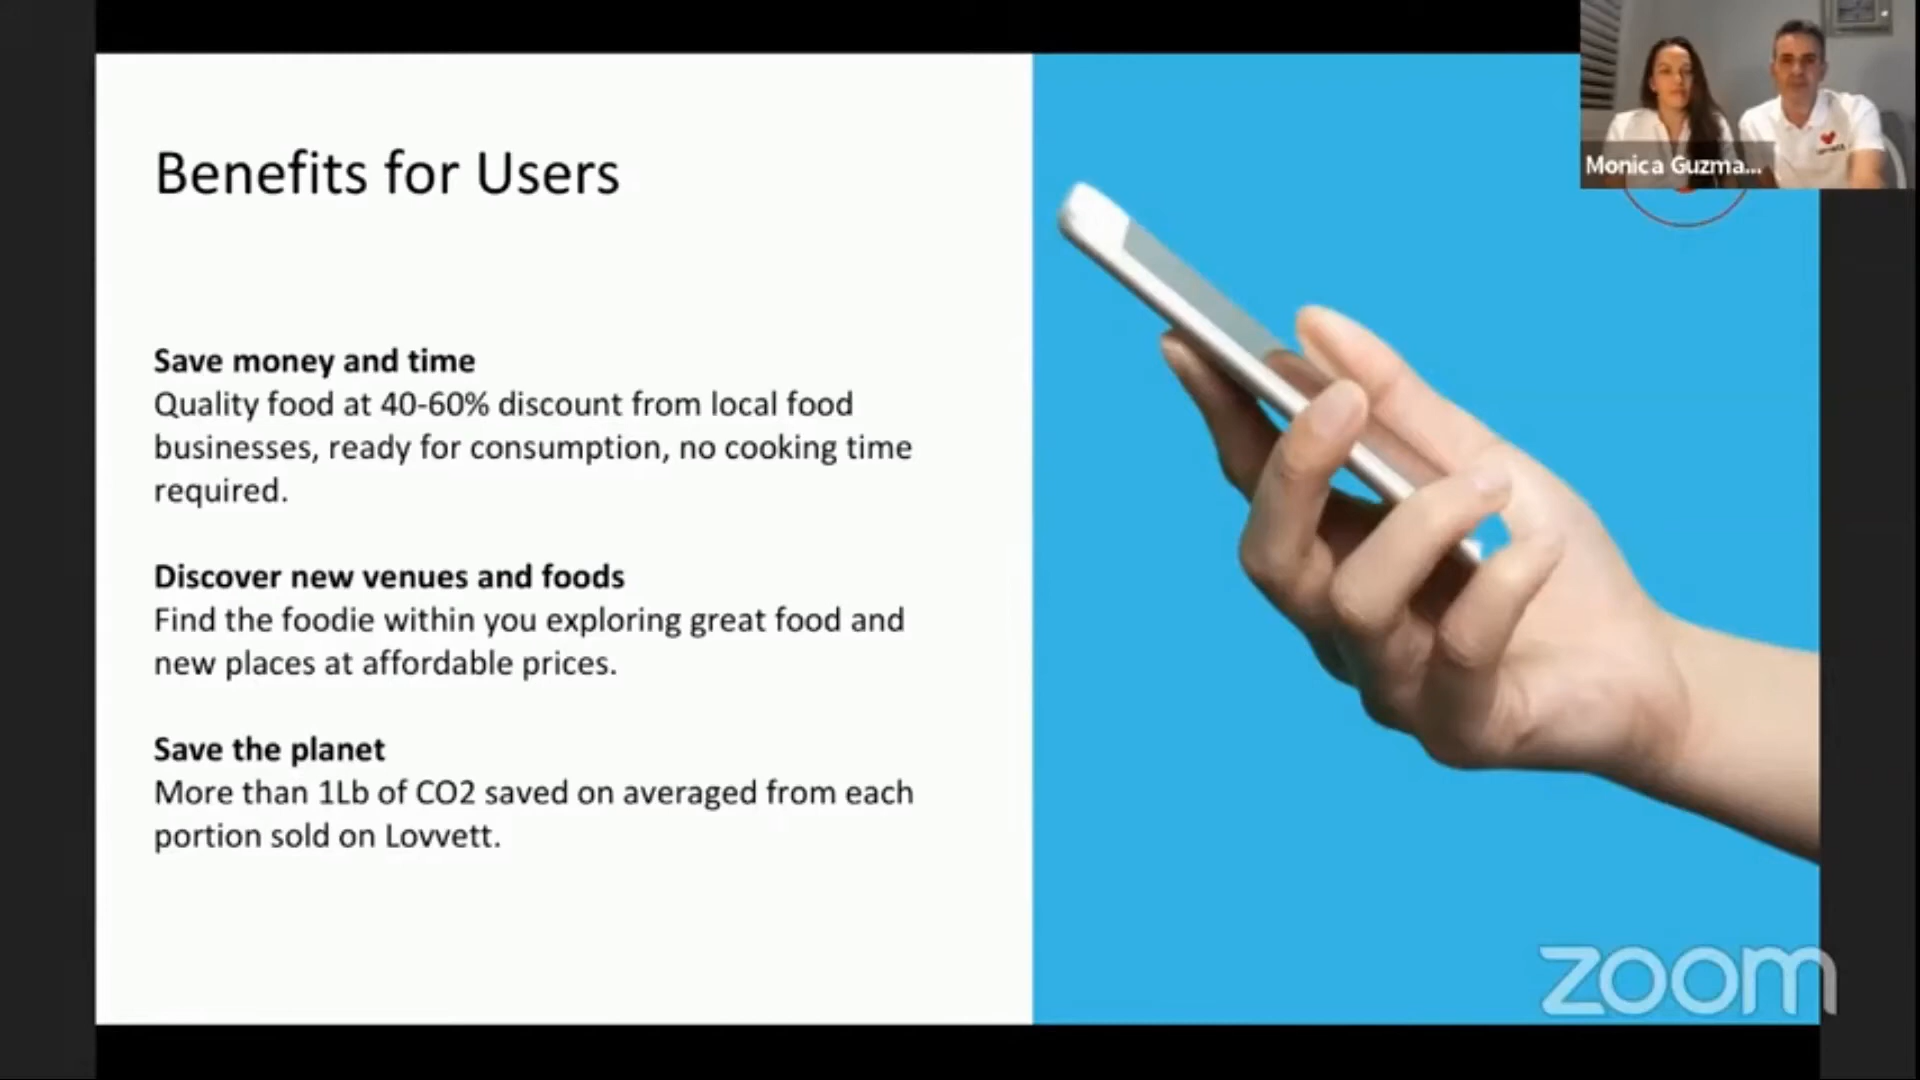 Benefits for Users
Save money and time
Quality food at 40-60% discount from local food
businesses, ready for consumption, no cooking time
required.
Discover new venues and foods
Find the foodie within you exploring great food and
new places at affordable prices.
Save the planet
More than 1Lb of CO2 saved on averaged from each
portion sold on Lovvett.
Monica Guzma...
zoom